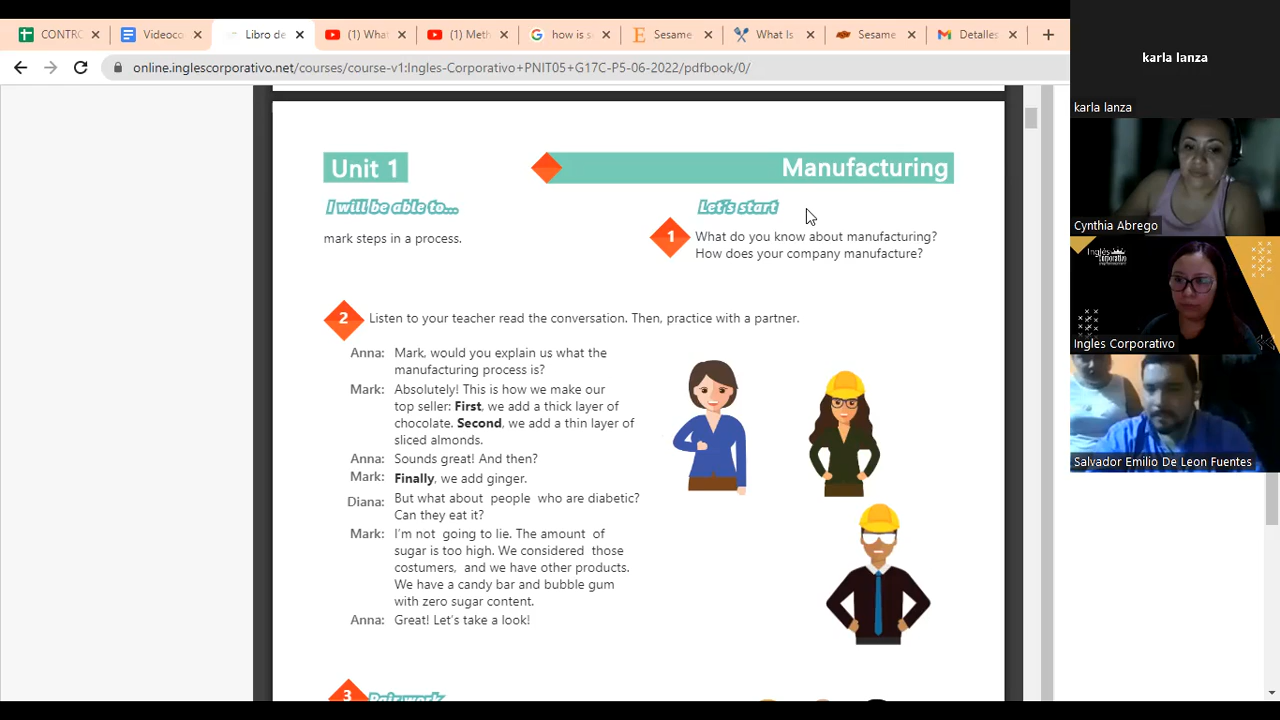 CONTRO
Videoco
Libro de
(1) What
(1) Meth
how is s
Sesame
What Is
Sesame
Detalles
online.inglescorporativo.net/courses/course-v1:Ingles-Corporativo+PNIT05+G17C-P5-06-2022/pdfbook/0/
Unit 1
Manufacturing
I will be able to...
Let's start
mark steps in a process.
1
What do you know about manufacturing?
How does your company manufacture?
2
Listen to your teacher read the conversation. Then, practice with a partner.
Anna: Mark, would you explain us what the
manufacturing process is?
Mark: Absolutely! This is how we make our
top seller: First, we add a thick layer of
chocolate. Second, we add a thin layer of
sliced almonds.
Anna: Sounds great! And then?
Mark: Finally, we add ginger.
Diana: But what about people who are diabetic?
Can they eat it?
Mark: I'm not going to lie. The amount of
sugar is too high. We considered those
costumers, and we have other products.
We have a candy bar and bubble gum
with zero sugar content.
Anna: Great! Let's take a look!
3
Pair work
karla lanza
karla lanza
Cynthia Abrego
Inglés
Corporativo
Ingles Corporativo
Salvador Emilio De Leon Fuentes